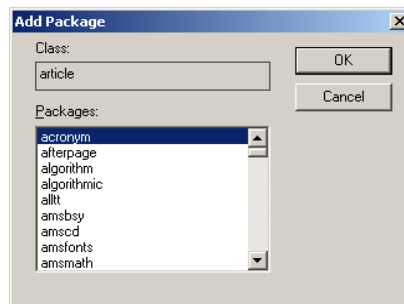 Add Package
Class:
article
OK
Cancel
Packages:
acronym
afterpage
algorithm
algorithmic
alltt
amsbsy
amscd
amsfonts
amsmath